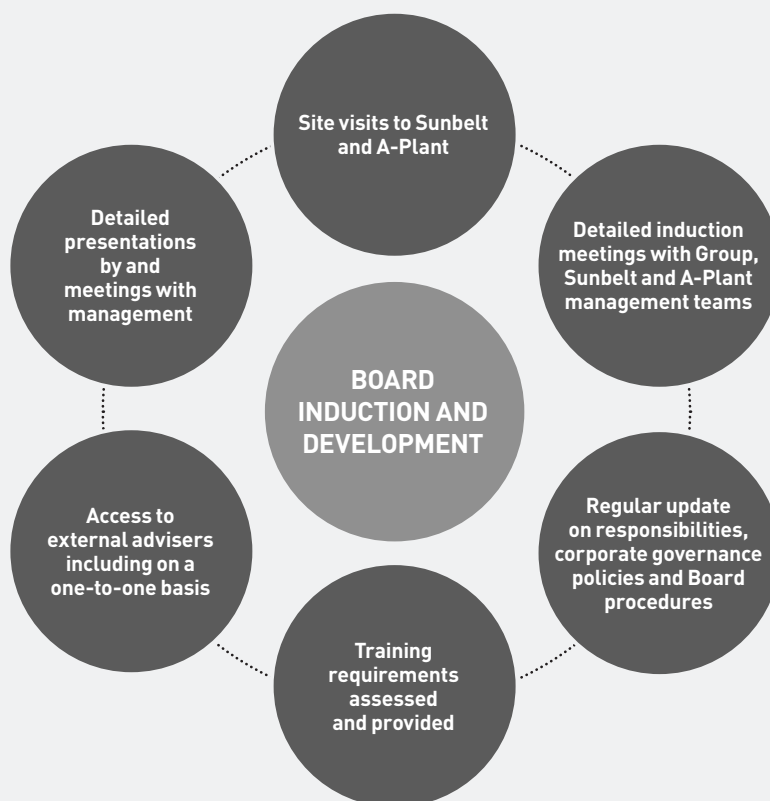 Site visits to Sunbelt
and A-Plant
Detailed induction
meetings with Group,
Sunbelt and A-Plant
management teams
Regular update
on responsibilities,
corporate governance
policies and Board
procedures
Training
requirements
assessed
and provided
Access to
external advisers
including on a
one-to-one basis
Detailed
presentations
by and
meetings with
management
BOARD
INDUCTION AND
DEVELOPMENT